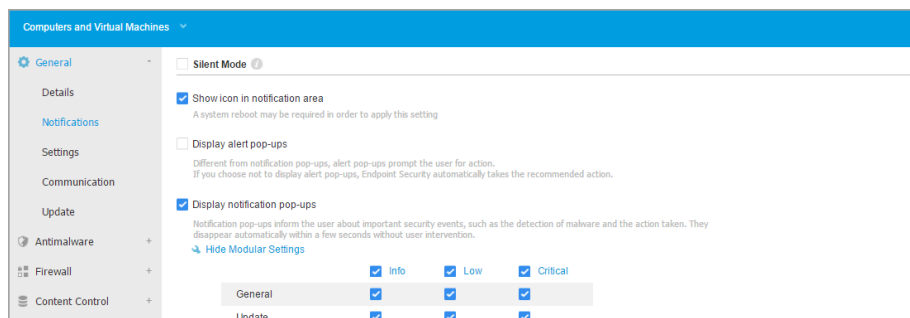 Computers and Virtual Machines
General
Details
Notifications
Settings
Communication
Update
Antimalware
Firewall
Content Control
Silent Mode
Show icon in notification area
A system reboot may be required in order to apply this setting
Display alert pop-ups
Different from notification pop-ups, alert pop-ups prompt the user for action.
If you choose not to display alert pop-ups, Endpoint Security automatically takes the recommended action.
Display notification pop-ups
Notification pop-ups inform the user about important security events, such as the detection of malware and the action taken. They
disappear automatically within a few seconds without user intervention.
Hide Modular Settings
Info Low Critical
General
Update